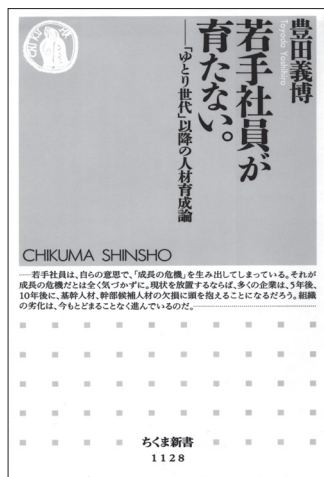 豊田義博
Toyoda Yoshihiro
若手社員が
育たない。
――「ゆとり世代」以降の人材育成論
CHIKUMA SHINSHO
――若手社員は、自らの意思で、「成長の危機」を生み出してしまっている。それが
成長の危機だとは全く気づかずに。現状を放置するならば、多くの企業は、5年後、
10年後に、基幹人材、幹部候補人材の欠損に頭を抱えることになるだろう。組織
の劣化は、今もとどまることなく進んでいるのだ。
ちくま新書
1128